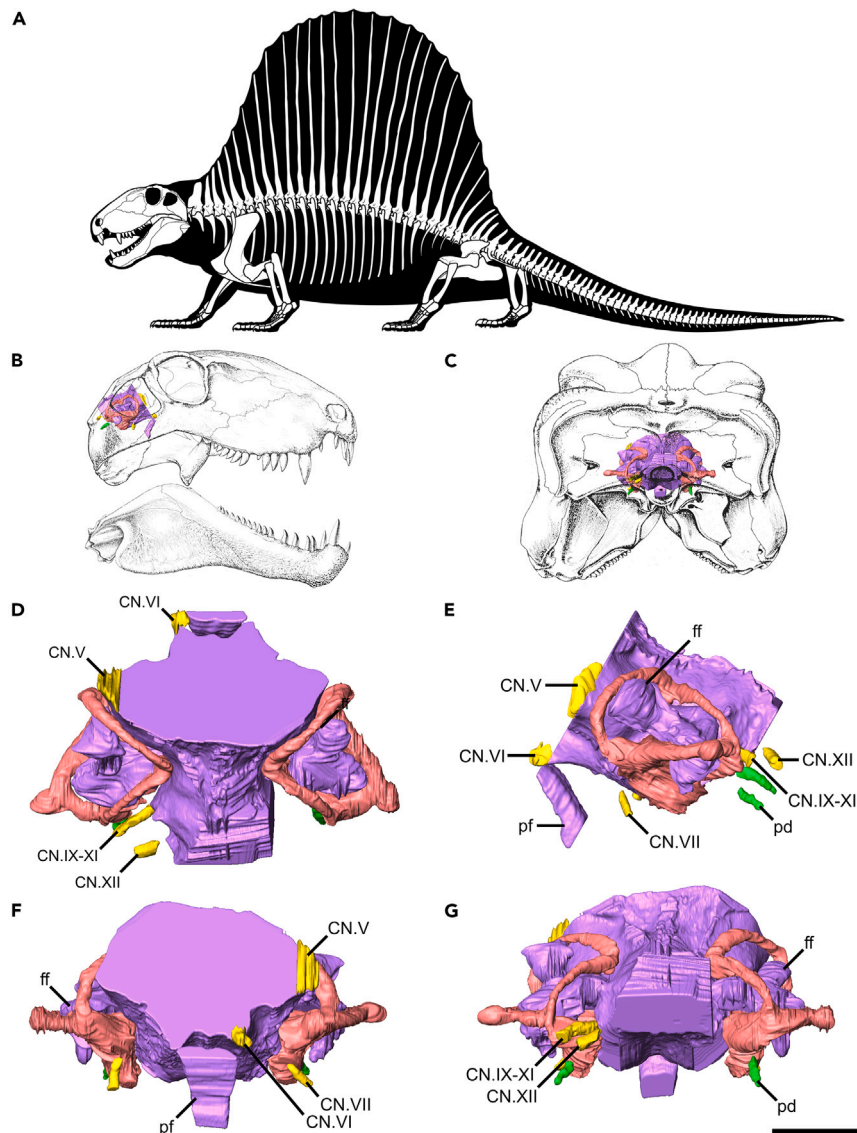 A
B
C
D
CN.VI
CN.V
ff
CN.IX-XI
CN.XII
E
ff
CN.V
CN.VI
CN.XII
CN.IX-XI
pf
pd
CN.VII
F
CN.V
ff
CN.VII
CN.VI
pf
G
ff
CN.IX-XI
CN.XII
pd